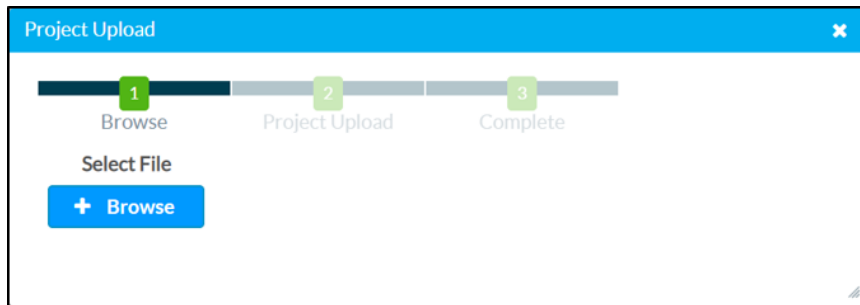 Project Upload
1 2 3
Browse Project Upload Complete
Select File
+ Browse